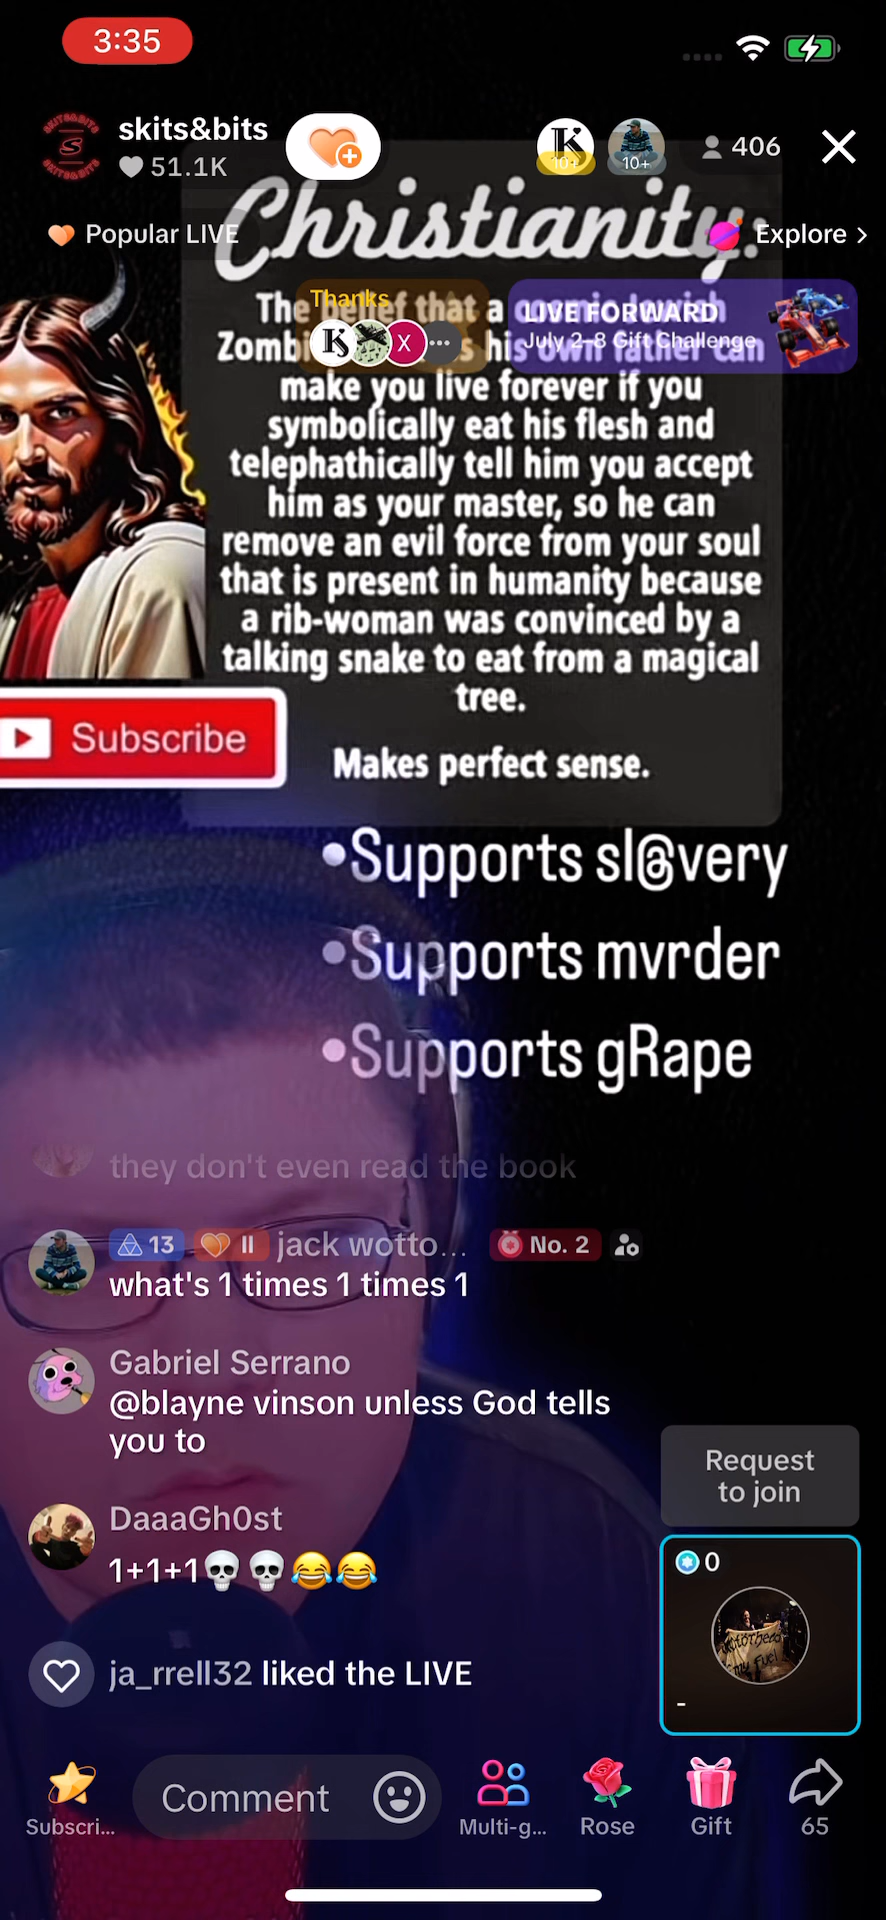 3:35
skits&bits
51.1K
10+
10+
406
Popular LIVE
Explore >
Christianity:
Thanks
The belief that a cosmic Jewish
LIVE FORWARD
July 2–8 Gift Challenge
Zombi s his own father can
make you live forever if you
symbolically eat his flesh and
telephathically tell him you accept
him as your master, so he can
remove an evil force from your soul
that is present in humanity because
a rib-woman was convinced by a
talking snake to eat from a magical
tree.
Makes perfect sense.
Subscribe
•Supports sl@very
•Supports mvrder
•Supports gRape
they don't even read the book
13 II jack wotto... No. 2
what's 1 times 1 times 1
Gabriel Serrano
@blayne vinson unless God tells
you to
DaaaGh0st
1+1+1💀💀😂😂
ja_rrell32 liked the LIVE
Request
to join
0
-
Subscri...
Comment
Multi-g...
Rose
Gift
65